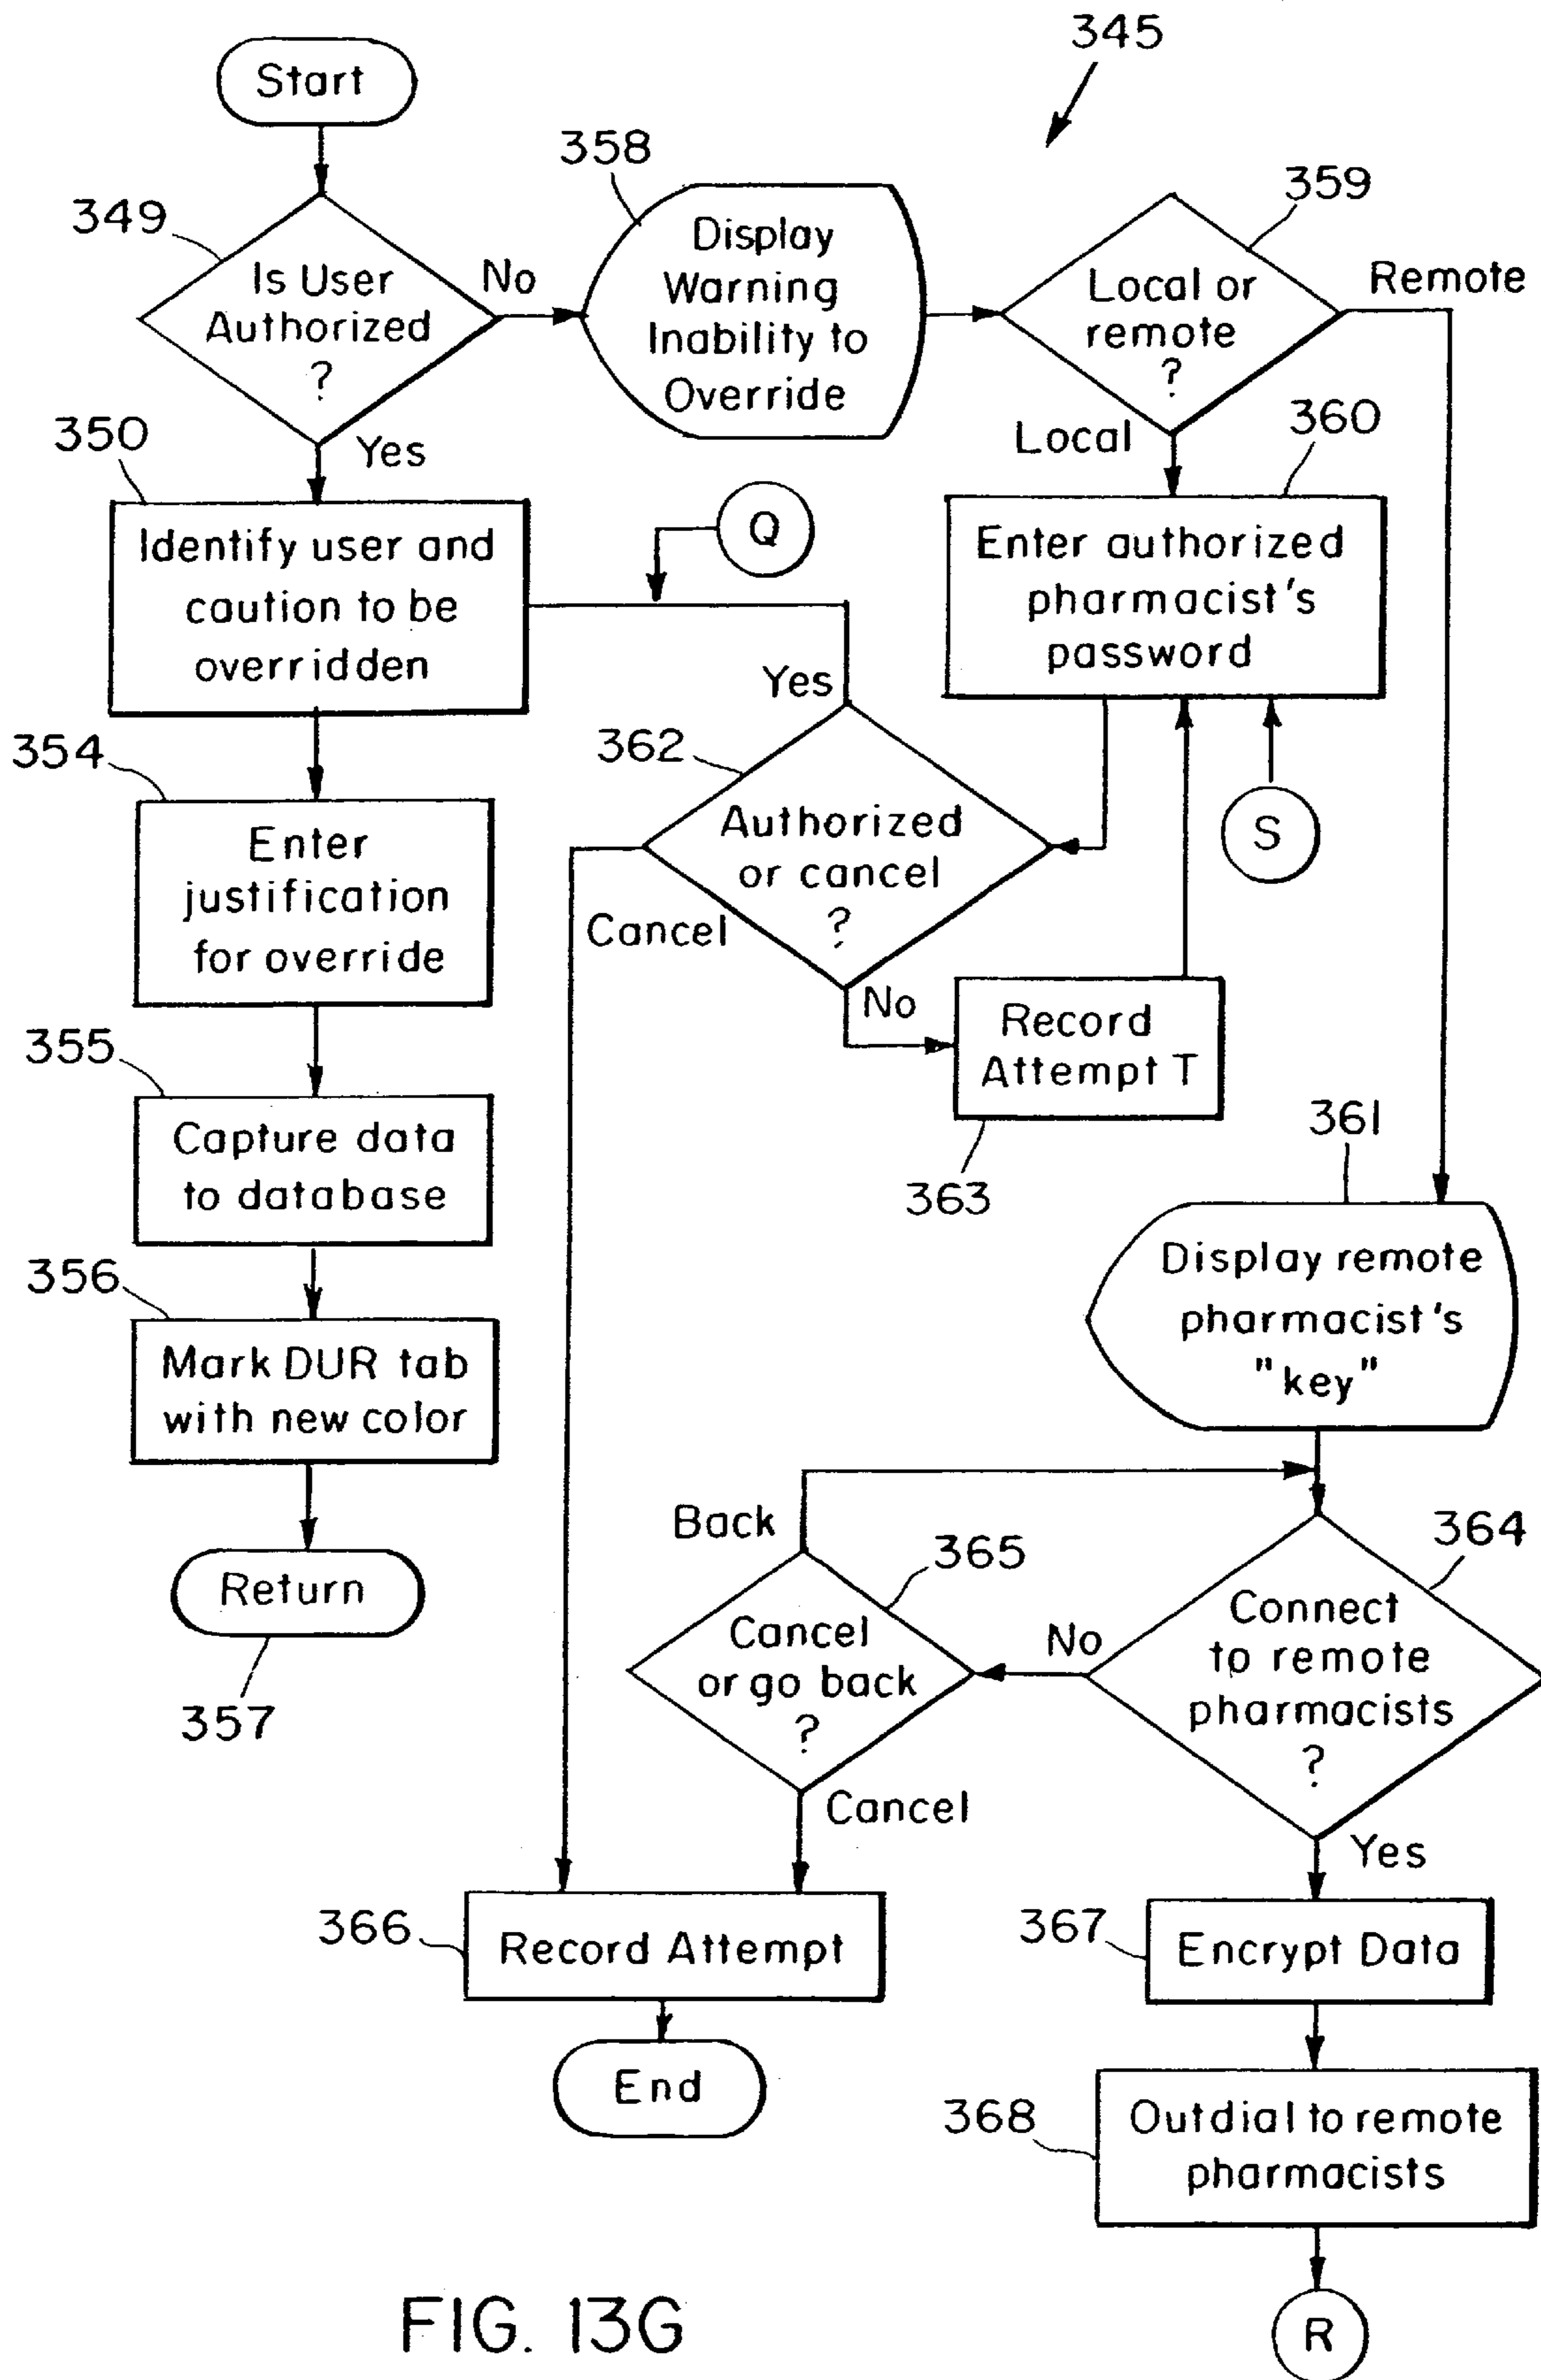 345
Start
358
359
349
Is User
Authorized
?
No
Display
Warning
Inability to
Override
Local or
remote
?
Remote
Yes
Local
350
360
Identify user and
caution to be
overridden
Q
Enter authorized
pharmacist's
password
Yes
354
362
Enter
justification
for override
Authorized
or cancel
?
S
Cancel
No
Record
Attempt T
355
363
Capture data
to database
361
356
Display remote
pharmacist's
"key"
Mark DUR tab
with new color
Back
365
364
Return
Cancel
or go back
?
No
Connect
to remote
pharmacists
?
357
Cancel
Yes
366
Record Attempt
367
Encrypt Data
End
368
Outdial to remote
pharmacists
R
FIG. 13G